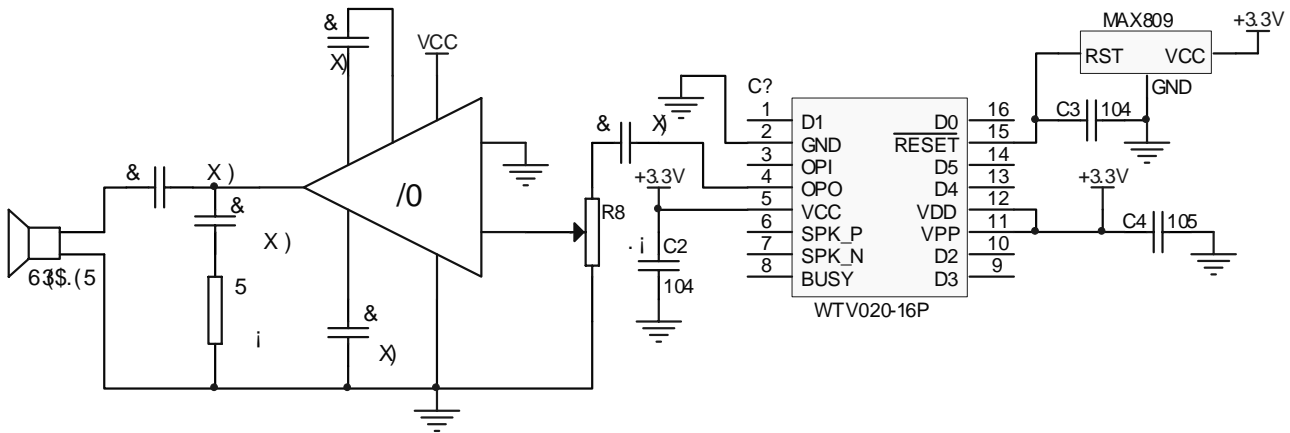 &
X)
VCC
/0
&
X)
&
X)
63($$.(5
5
¡
&
X)
&
X)
R8
.¡
+3.3V
C2
104
C?
1
2
3
4
5
6
7
8
D1
GND
OPI
OPO
VCC
SPK_P
SPK_N
BUSY
D0
RESET
D5
D4
VDD
VPP
D2
D3
16
15
14
13
12
11
10
9
WTV020-16P
MAX809
RST
VCC
+3.3V
GND
C3
104
+3.3V
C4
105